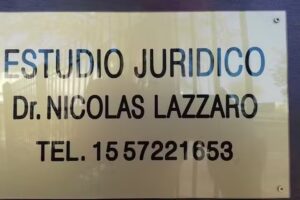 ESTUDIO JURIDICO
Dr. NICOLAS LAZZARO
TEL. 15 57221653